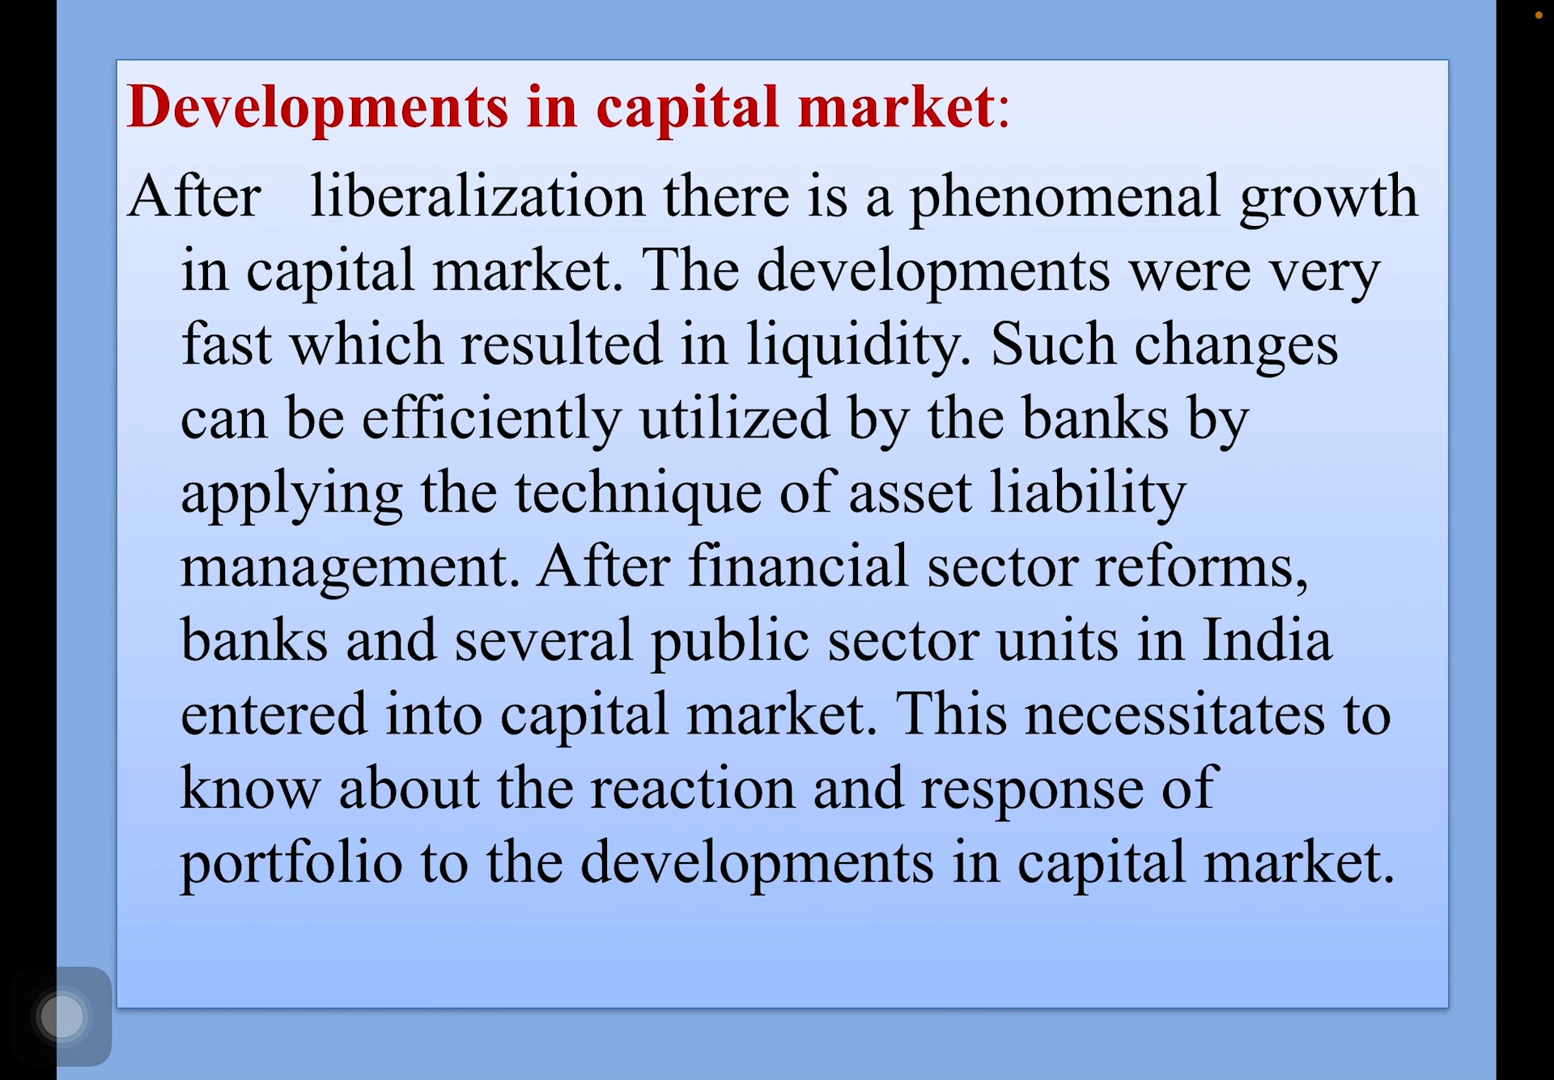 Developments in capital market:
After liberalization there is a phenomenal growth
in capital market. The developments were very
fast which resulted in liquidity. Such changes
can be efficiently utilized by the banks by
applying the technique of asset liability
management. After financial sector reforms,
banks and several public sector units in India
entered into capital market. This necessitates to
know about the reaction and response of
portfolio to the developments in capital market.